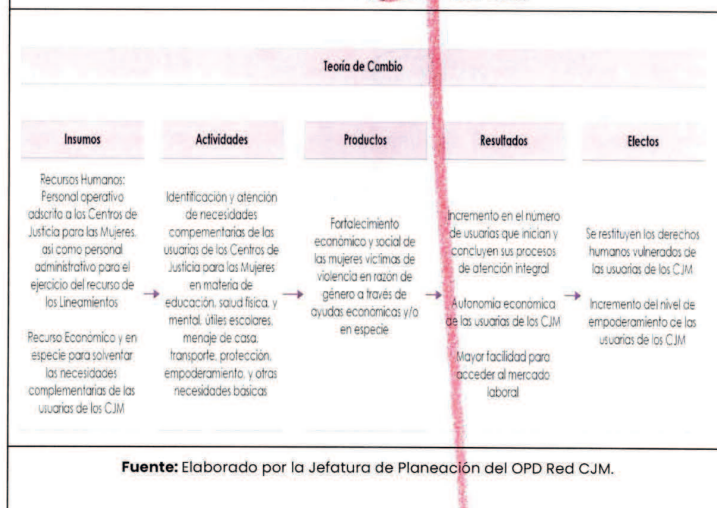 Teoría de Cambio
Insumos
Recursos Humanos:
Personal operativo
adscrito a los Centros de
Justicia para las Mujeres,
así como personal
administrativo para el
ejercicio del recurso de
los Lineamientos
Recurso Económico y en
especie para solventar
las necesidades
complementarias de las
usuarias de los CJM
Actividades
Identificación y atención
de necesidades
compementarias de las
usuarias de los Centros de
Justicia para las Mujeres
en materia de
educación, salud física, y
mental, útiles escolares,
menaje de casa,
transporte, protección,
empoderamiento, y otras
necesidades básicas
Productos
Fortalecimiento
económico y social de
las mujeres víctimas de
violencia en razón de
género a través de
ayudas económicas y/o
en especie
Resultados
Incremento en el número
de usuarias que inician y
concluyen sus procesos
de atención integral
Autonomía económica
de las usuarias de los CJM
Mayor facilidad para
acceder al mercado
laboral
Efectos
Se restituyen los derechos
humanos vulnerados de
las usuarias de los CJM
Incremento del nivel de
empoderamiento de las
usuarias de los CJM
Fuente: Elaborado por la Jefatura de Planeación del OPD Red CJM.